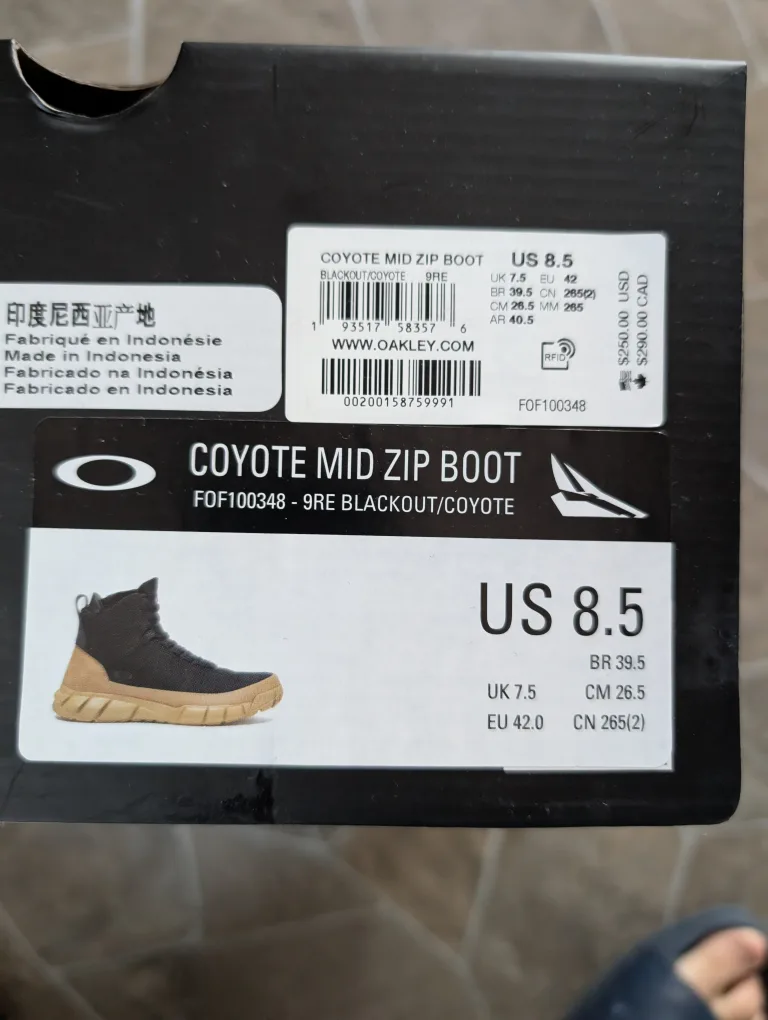 COYOTE MID ZIP BOOT US 8.5
BLACKOUT/COYOTE 9RE
UK 7.5 EU 42
BR 39.5 CN 265(2)
CM 26.5 MM 265
AR 40.5
1 93517 58357 6
WWW.OAKLEY.COM
RFID
00200158759991
FOF100348
$250.00 USD
$290.00 CAD
印度尼西亚产地
Fabriqué en Indonésie
Made in Indonesia
Fabricado na Indonésia
Fabricado en Indonesia
COYOTE MID ZIP BOOT
FOF100348 - 9RE BLACKOUT/COYOTE
US 8.5
BR 39.5
UK 7.5 CM 26.5
EU 42.0 CN 265(2)